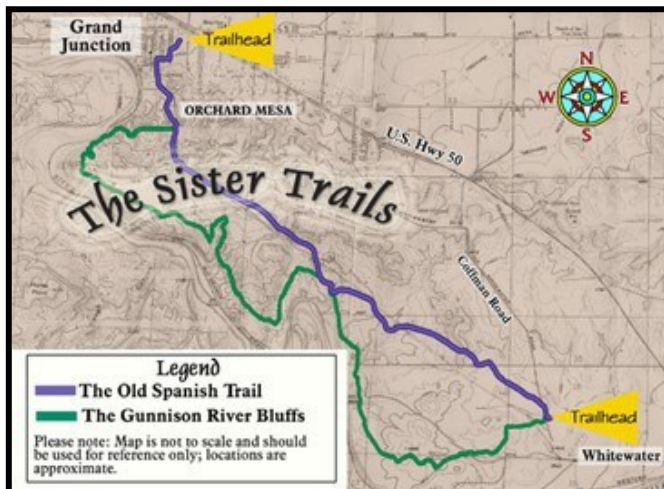 Grand
Junction
Trailhead
ORCHARD MESA
N
W E
S
U.S. Hwy 50
The Sister Trails
Coffman Road
Legend
The Old Spanish Trail
The Gunnison River Bluffs
Please note: Map is not to scale and should
be used for reference only; locations are
approximate.
Trailhead
Whitewater